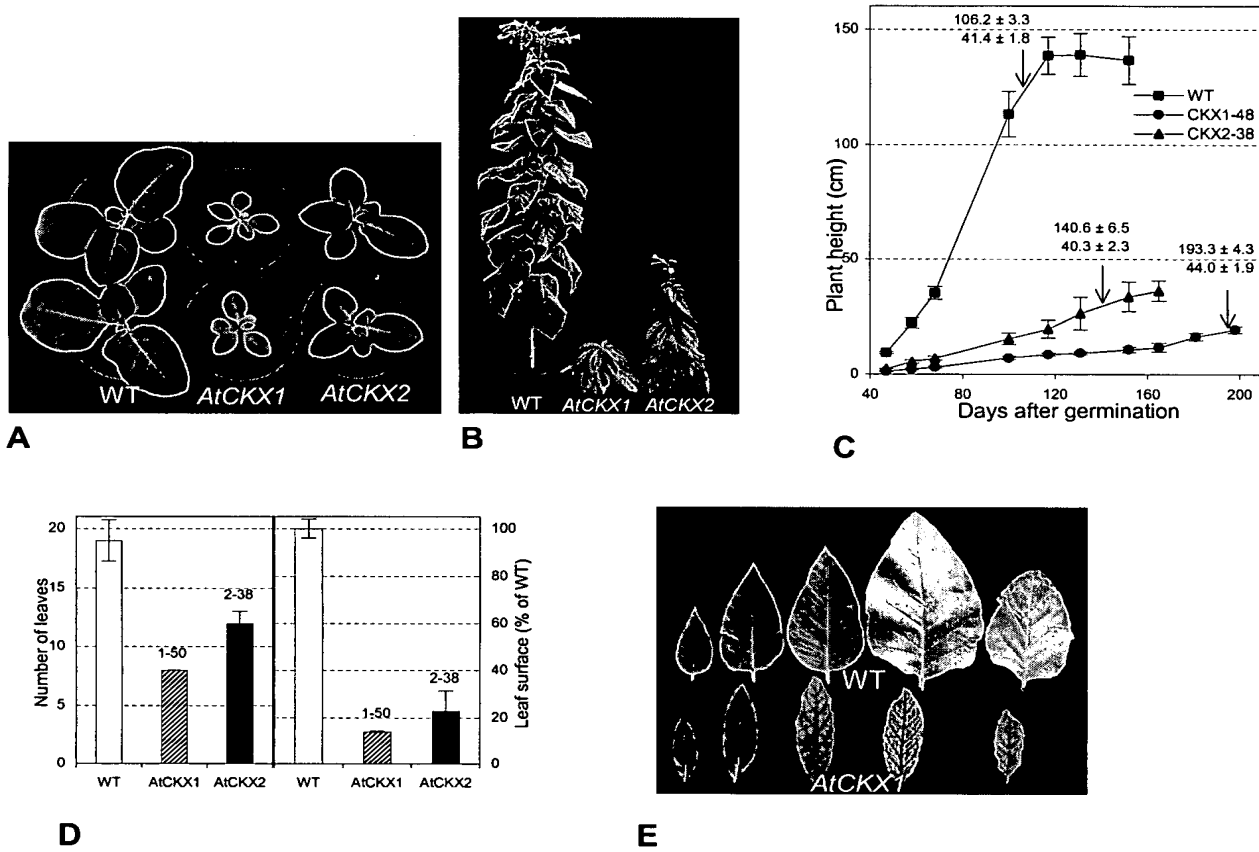 WT
AtCKX1
AtCKX2
A
WT
AtCKX1
AtCKX2
B
Plant height (cm)
150
100
50
0
106.2 ± 3.3
41.4 ± 1.8
WT
CKX1-48
CKX2-38
140.6 ± 6.5
40.3 ± 2.3
193.3 ± 4.3
44.0 ± 1.9
40
80
120
160
200
Days after germination
C
Number of leaves
20
15
10
5
0
1-50
2-38
WT
AtCKX1
AtCKX2
1-50
2-38
WT
AtCKX1
AtCKX2
100
80
60
40
20
0
Leaf surface (% of WT)
D
WT
AtCKX1
E